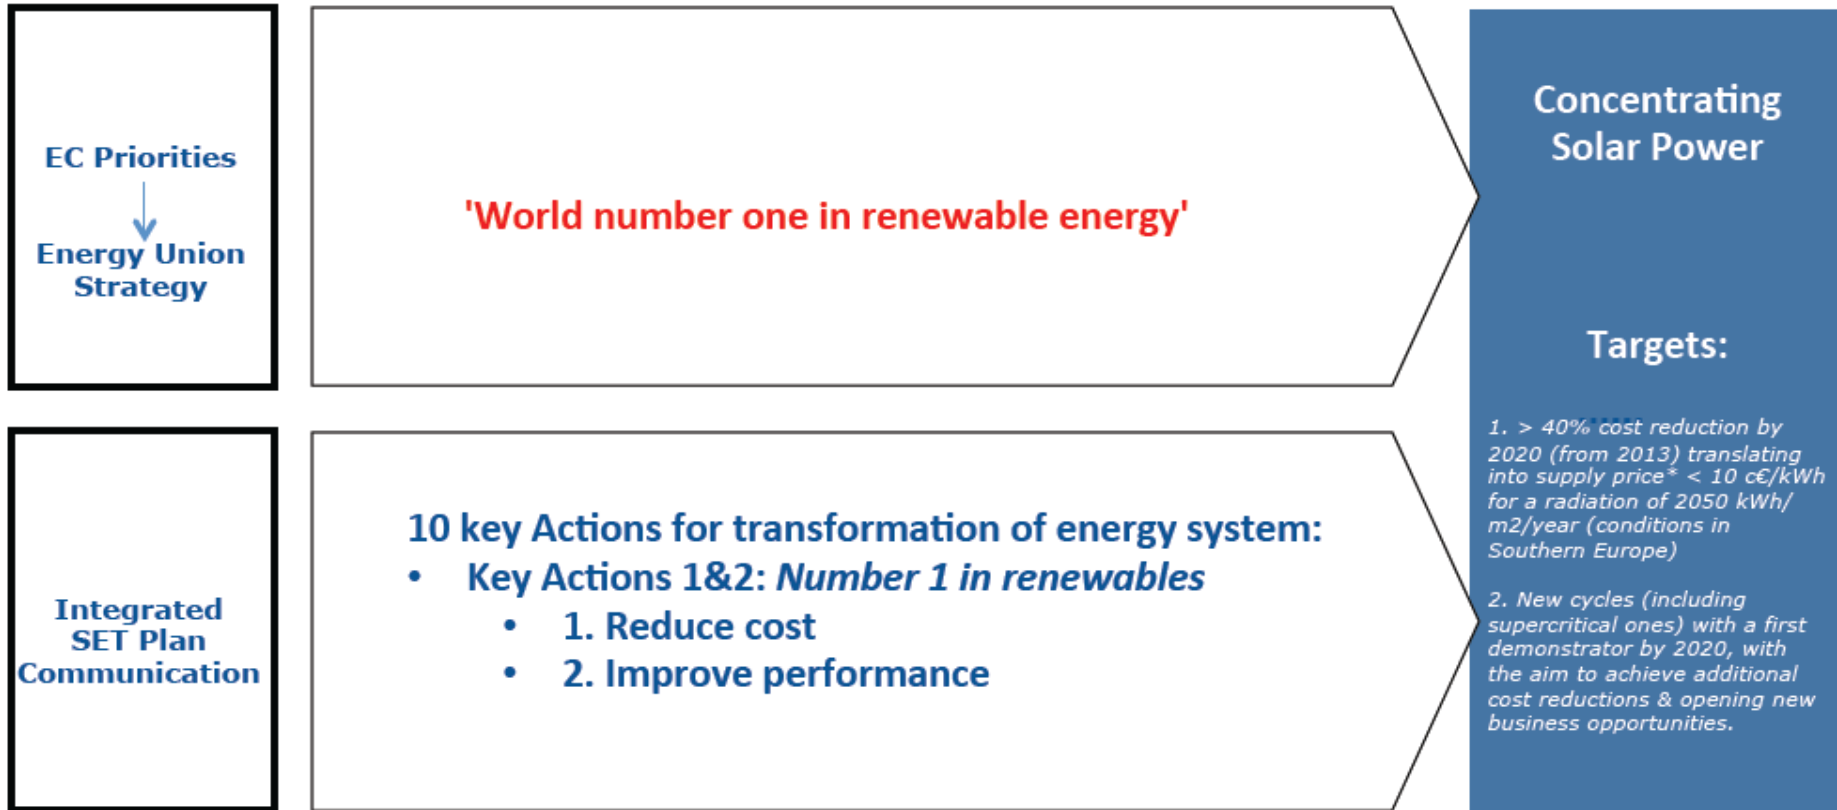 EC Priorities
Energy Union
Strategy
'World number one in renewable energy'
Integrated
SET Plan
Communication
10 key Actions for transformation of energy system:
• Key Actions 1&2: Number 1 in renewables
• 1. Reduce cost
• 2. Improve performance
Concentrating
Solar Power
Targets:
1. > 40% cost reduction by
2020 (from 2013) translating
into supply price* < 10 c€/kWh
for a radiation of 2050 kWh/
m2/year (conditions in
Southern Europe)
2. New cycles (including
supercritical ones) with a first
demonstrator by 2020, with
the aim to achieve additional
cost reductions & opening new
business opportunities.